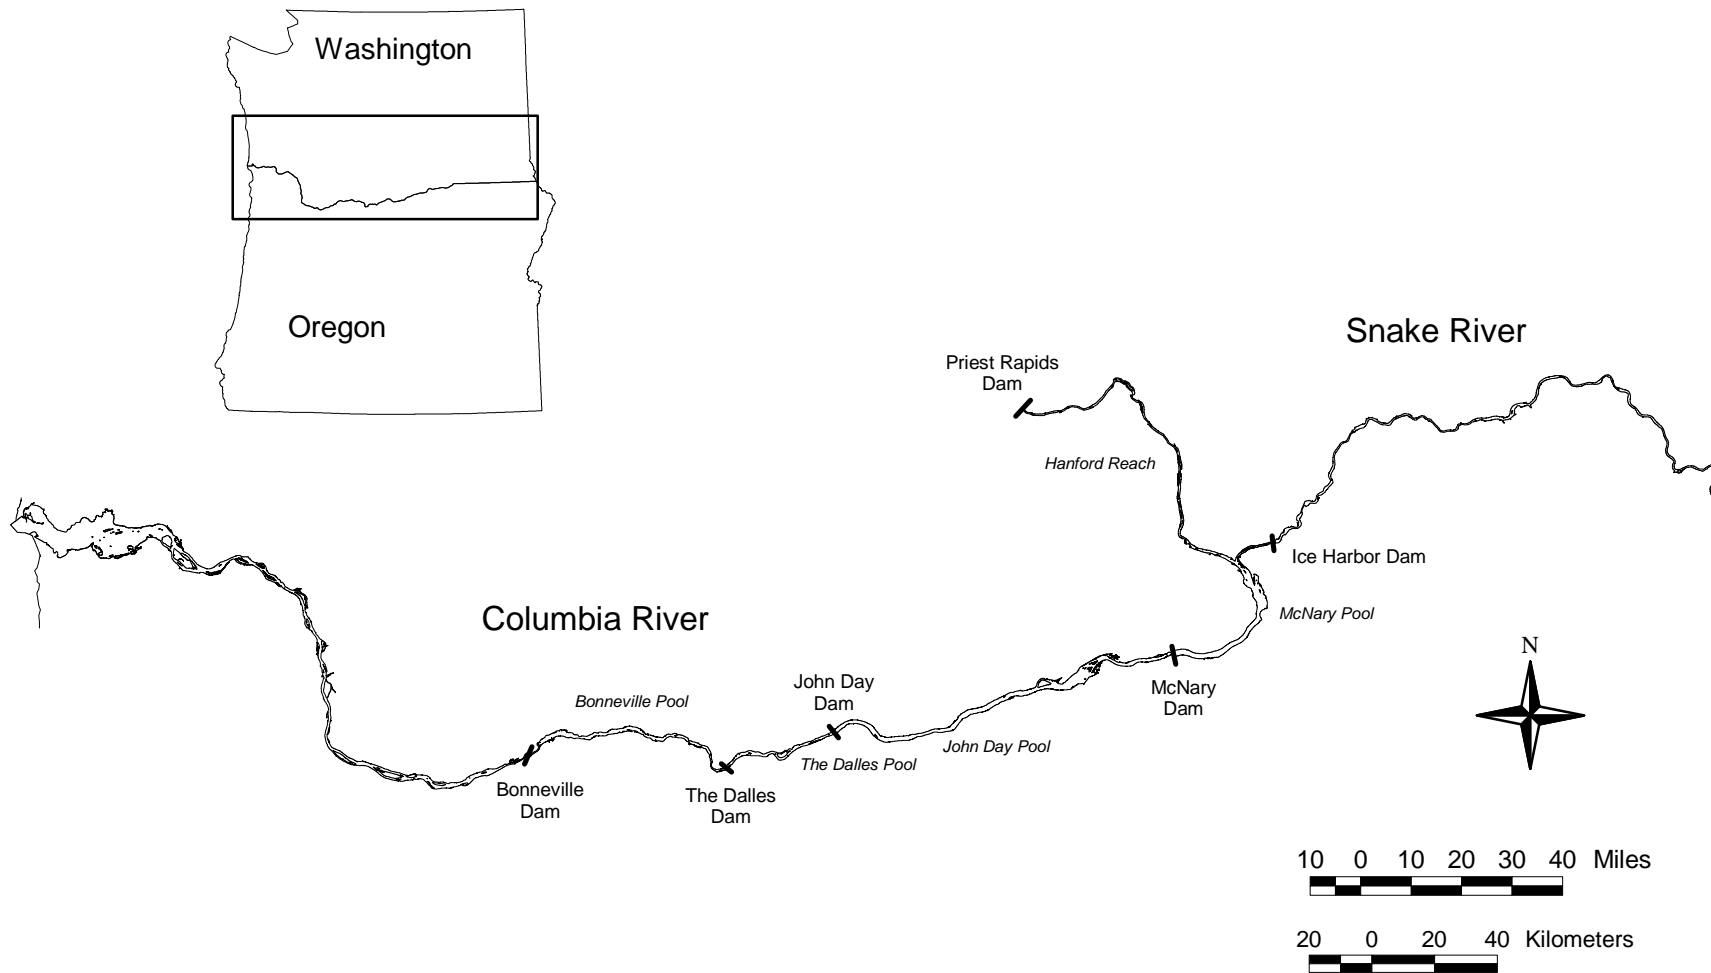 Washington
Oregon
Snake River
Priest Rapids
Dam
Hanford Reach
Ice Harbor Dam
Columbia River
McNary Pool
N
John Day
Dam
McNary
Dam
Bonneville Pool
John Day Pool
The Dalles Pool
Bonneville
Dam
The Dalles
Dam
10 0 10 20 30 40 Miles
20 0 20 40 Kilometers